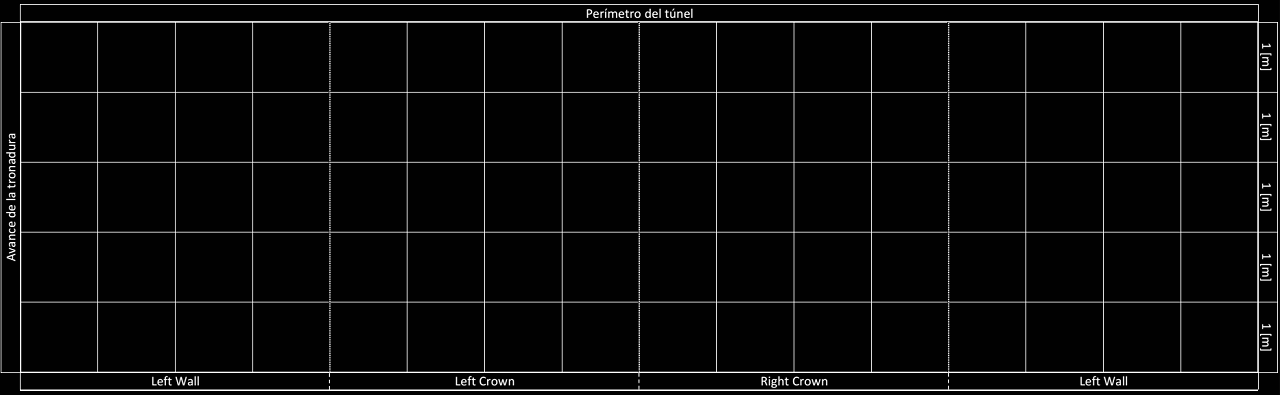 Perímetro del túnel
Avance de la tronadura
1 [m]
1 [m]
1 [m]
1 [m]
1 [m]
Left Wall
Left Crown
Right Crown
Left Wall